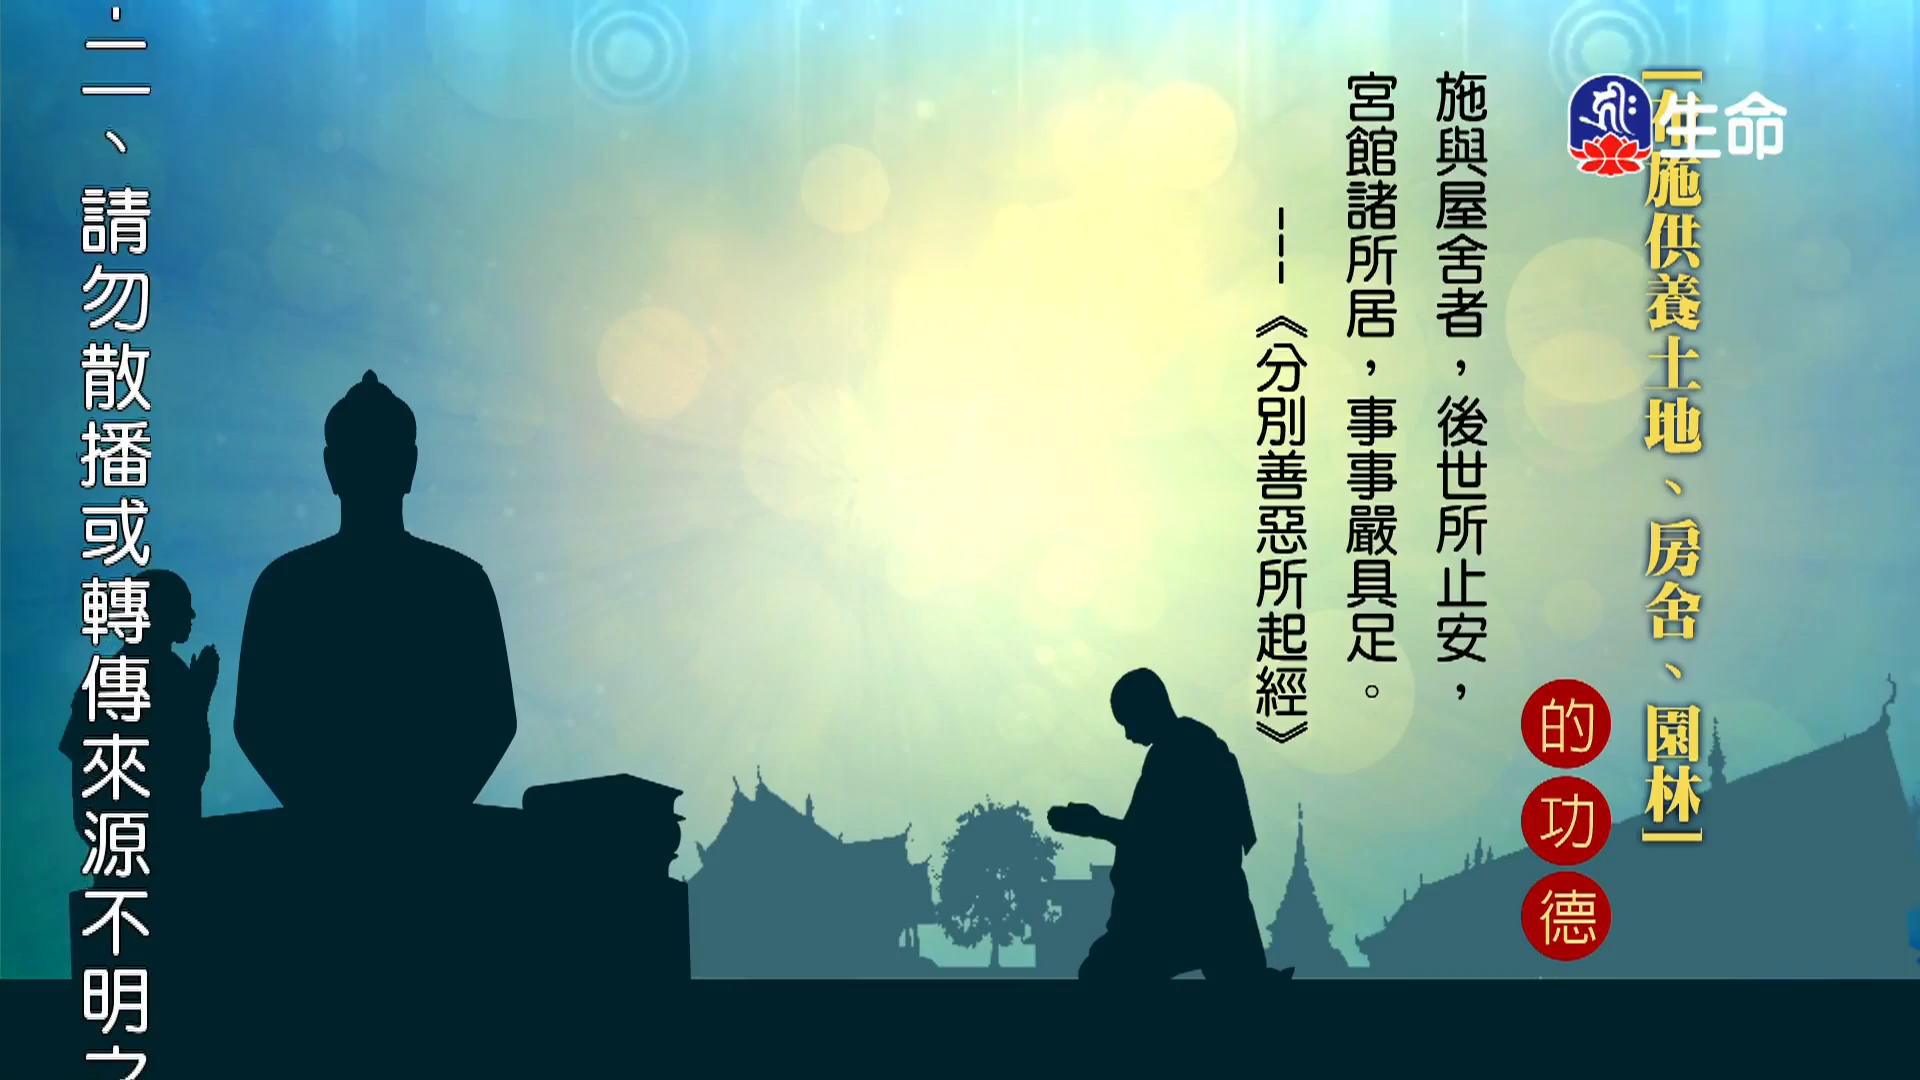 生命
[布施供養土地、房舍、園林]
的功德
施與屋舍者，後世所止安，
宮館諸所居，事事嚴具足。
---《分別善惡所起經》
二、請勿散播或轉傳來源不明之